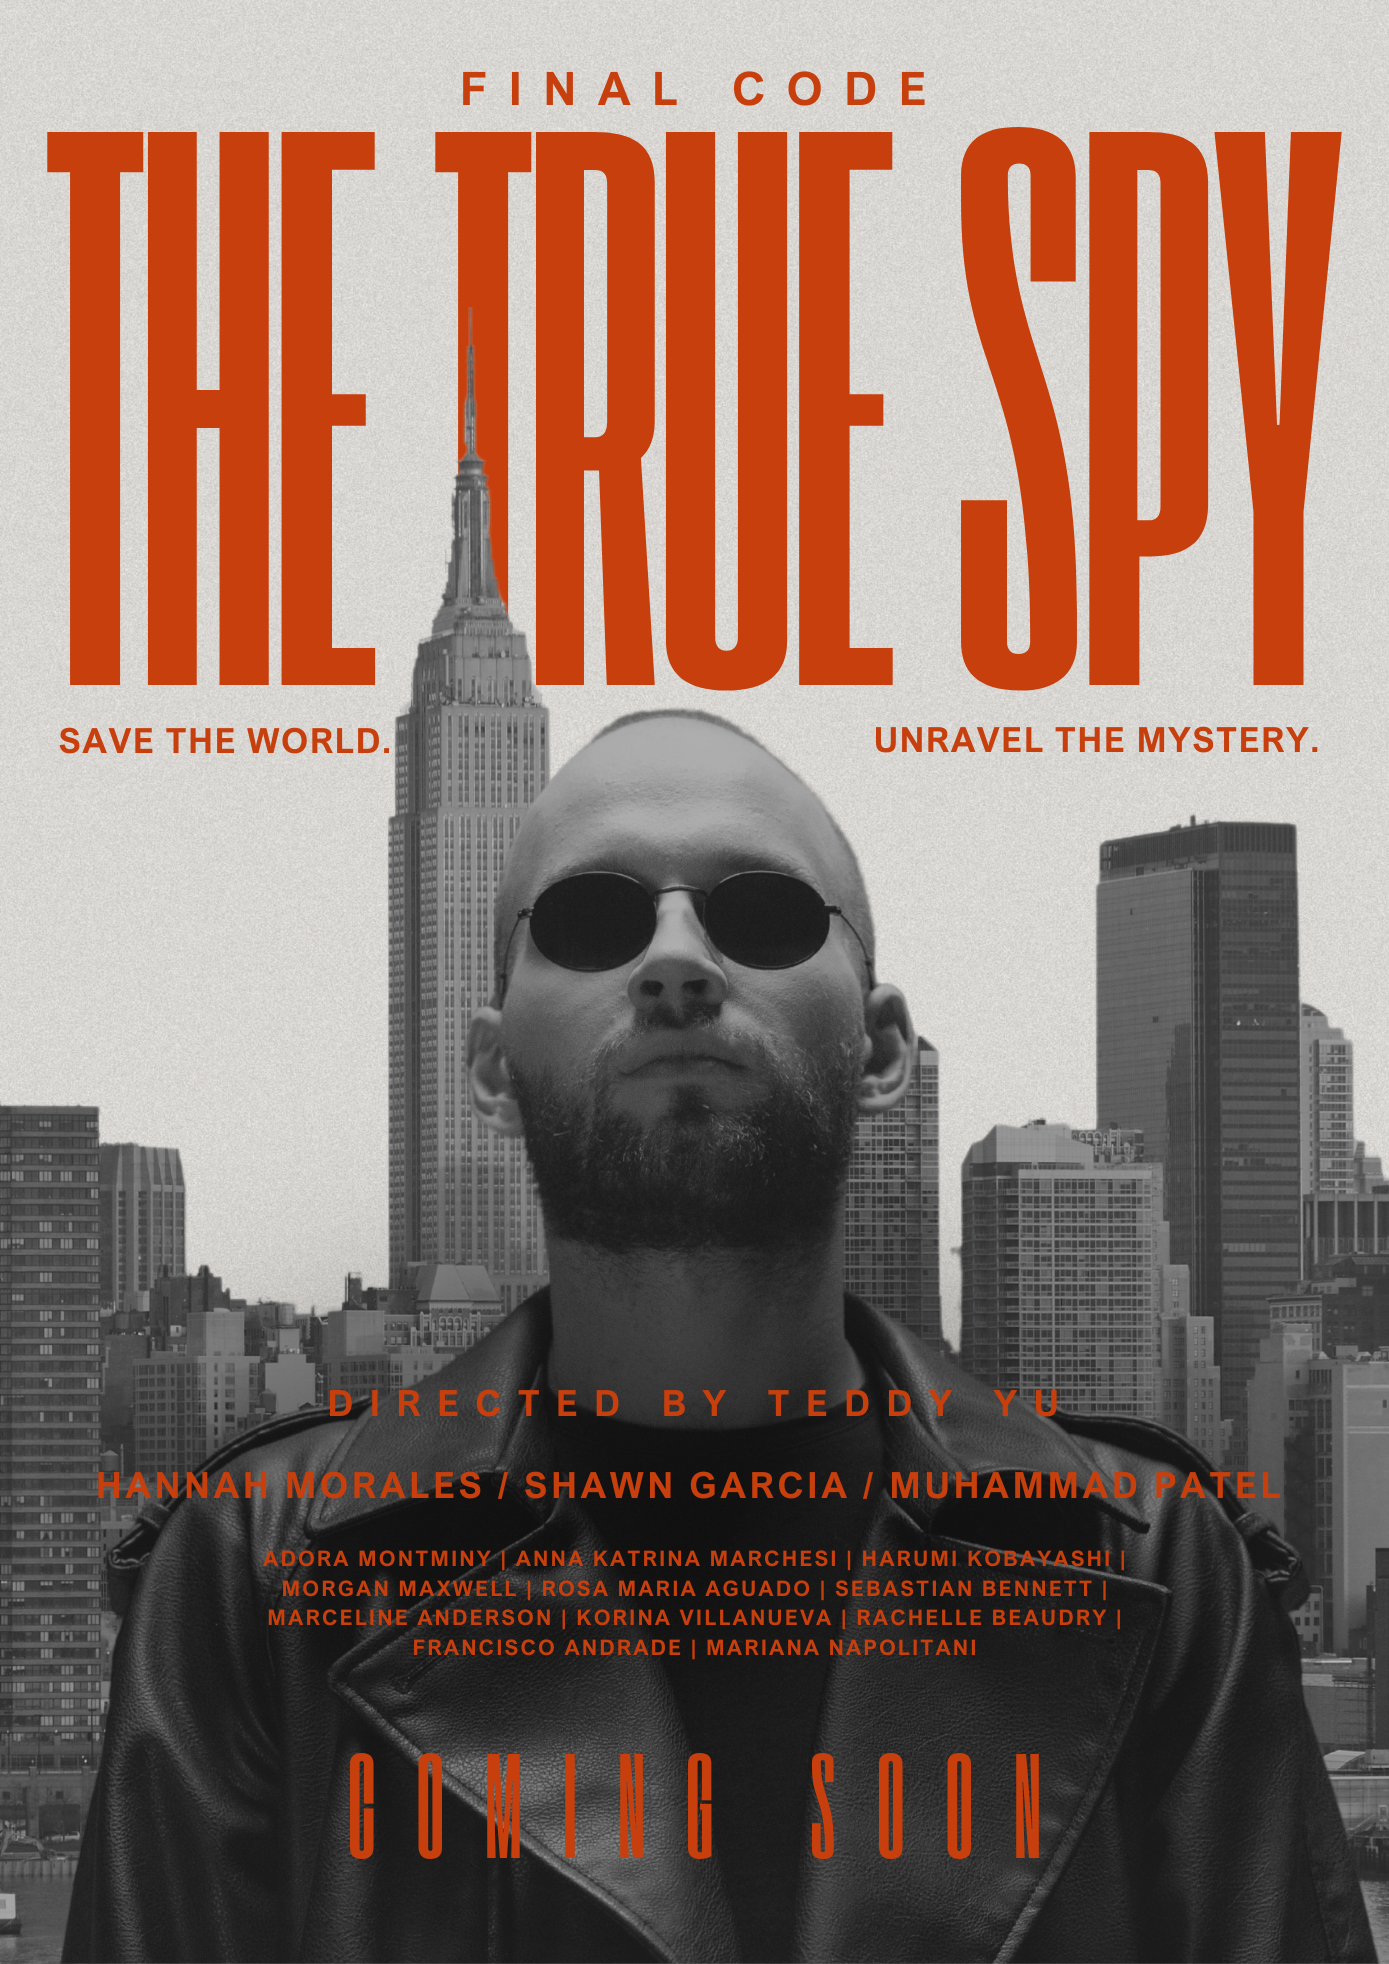 FINAL CODE
THE TRUE SPY
SAVE THE WORLD.
UNRAVEL THE MYSTERY.
DIRECTED BY TEDDY YU
HANNAH MORALES / SHAWN GARCIA / MUHAMMAD PATEL
ADORA MONTMINY | ANNA KATRINA MARCHESI | HARUMI KOBAYASHI |
MORGAN MAXWELL | ROSA MARIA AGUADO | SEBASTIAN BENNETT |
MARCELINE ANDERSON | KORINA VILLANUEVA | RACHELLE BEAUDRY |
FRANCISCO ANDRADE | MARIANA NAPOLITANI
COMING SOON